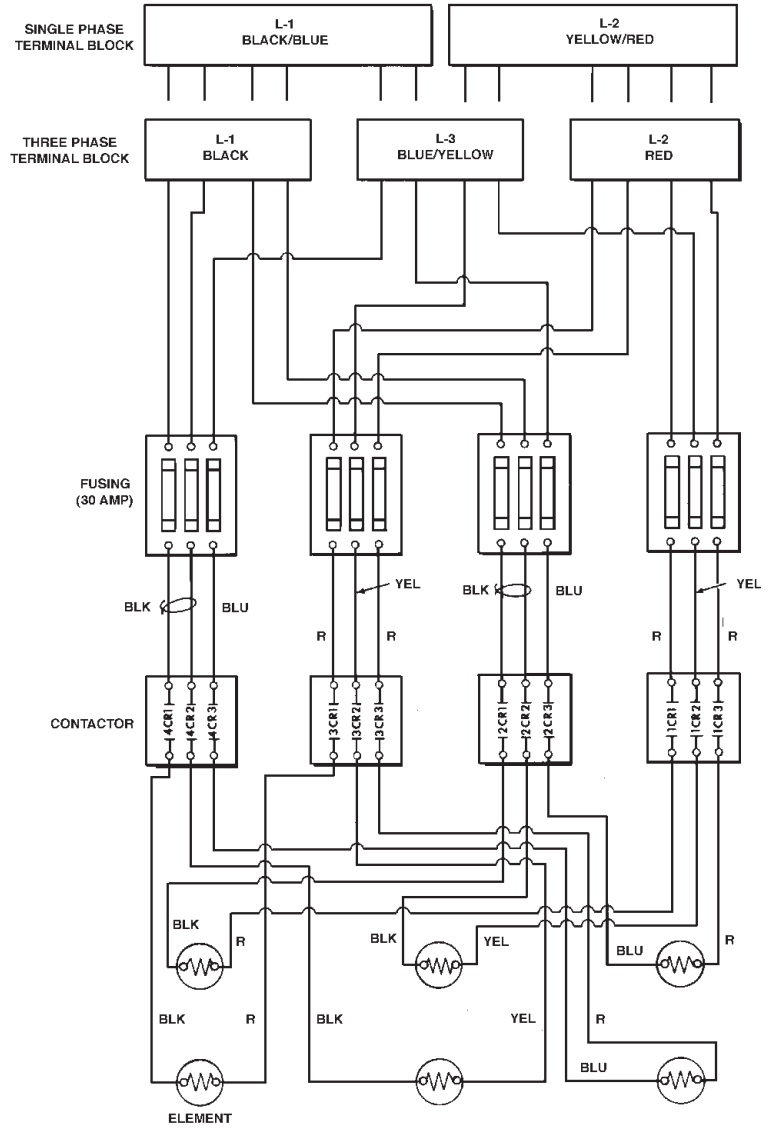 SINGLE PHASE
TERMINAL BLOCK
L-1
BLACK/BLUE
L-2
YELLOW/RED
THREE PHASE
TERMINAL BLOCK
L-1
BLACK
L-3
BLUE/YELLOW
L-2
RED
FUSING
(30 AMP)
BLK
BLU
YEL
R
R
BLK
BLU
YEL
R
R
CONTACTOR
4CR1
4CR2
4CR3
3CR1
3CR2
3CR3
2CR1
2CR2
2CR3
1CR1
1CR2
1CR3
BLK
R
BLK
YEL
BLU
R
BLK
R
BLK
YEL
R
BLU
ELEMENT